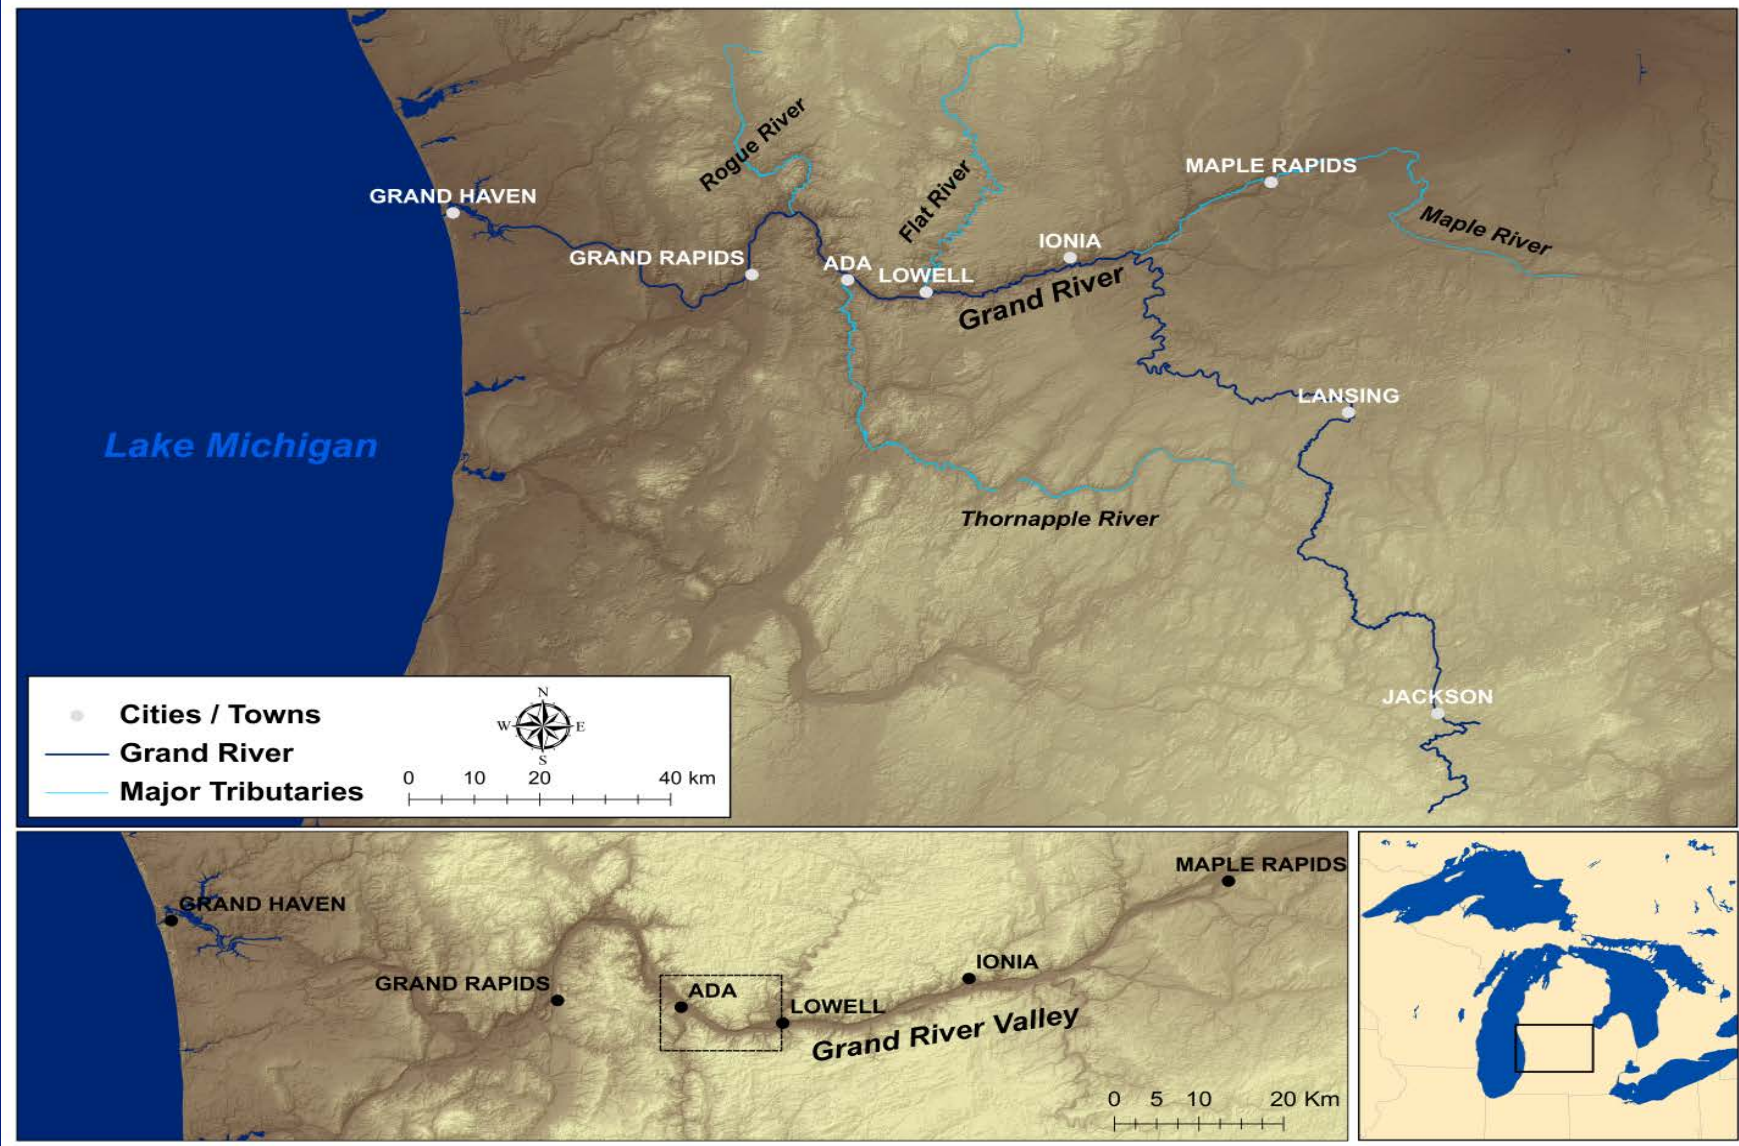 Rogue River
Flat River
MAPLE RAPIDS
GRAND HAVEN
Maple River
IONIA
GRAND RAPIDS
ADA
LOWELL
Grand River
LANSING
Lake Michigan
Thornapple River
JACKSON
Cities / Towns
Grand River
Major Tributaries
N
W
E
S
0 10 20 40 km
MAPLE RAPIDS
GRAND HAVEN
IONIA
GRAND RAPIDS
ADA
LOWELL
Grand River Valley
0 5 10 20 Km